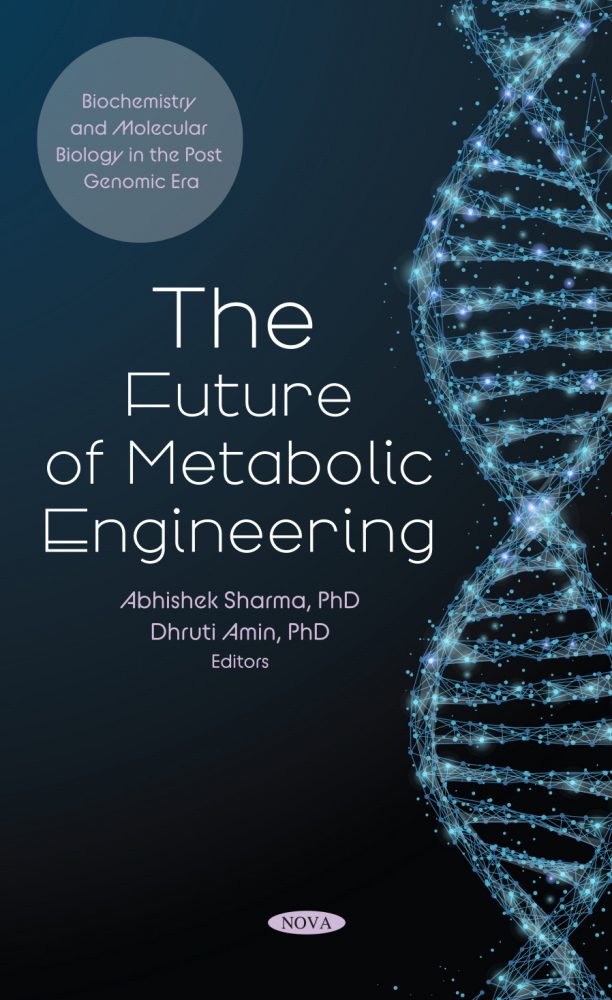 Biochemistry
and Molecular
Biology in the Post
Genomic Era
The
Future
of Metabolic
Engineering
Abhishek Sharma, PhD
Dhruti Amin, PhD
Editors
NOVA